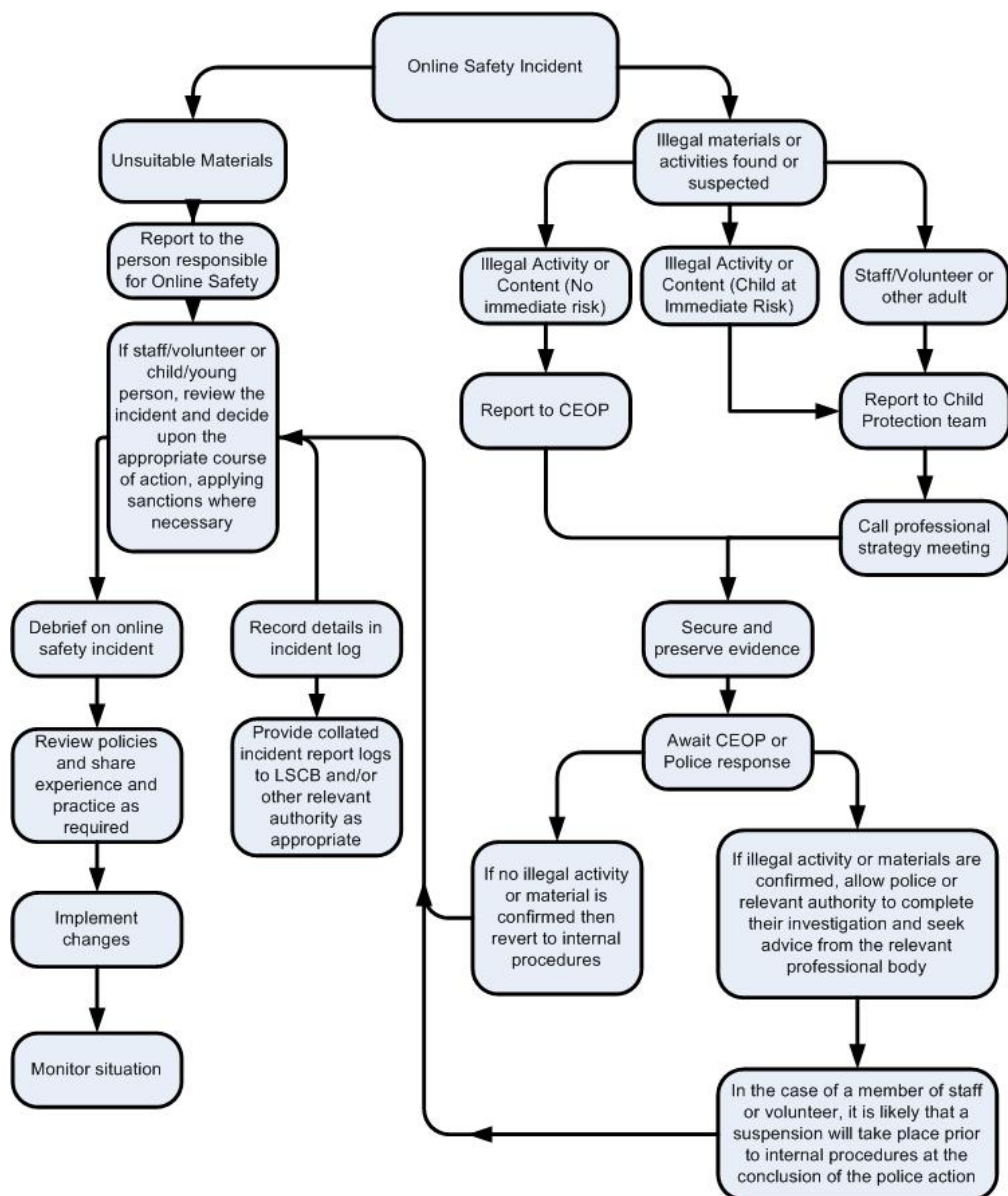 Online Safety Incident
Unsuitable Materials
Report to the
person responsible
for Online Safety
If staff/volunteer or
child/young
person, review the
incident and decide
upon the
appropriate course
of action, applying
sanctions where
necessary
Debrief on online
safety incident
Review policies
and share
experience and
practice as
required
Implement
changes
Monitor situation
Record details in
incident log
Provide collated
incident report logs
to LSCB and/or
other relevant
authority as
appropriate
Illegal materials or
activities found or
suspected
Illegal Activity or
Content (No
immediate risk)
Illegal Activity or
Content (Child at
Immediate Risk)
Staff/Volunteer or
other adult
Report to CEOP
Report to Child
Protection team
Call professional
strategy meeting
Secure and
preserve evidence
Await CEOP or
Police response
If no illegal activity
or material is
confirmed then
revert to internal
procedures
If illegal activity or materials are
confirmed, allow police or
relevant authority to complete
their investigation and seek
advice from the relevant
professional body
In the case of a member of staff
or volunteer, it is likely that a
suspension will take place prior
to internal procedures at the
conclusion of the police action